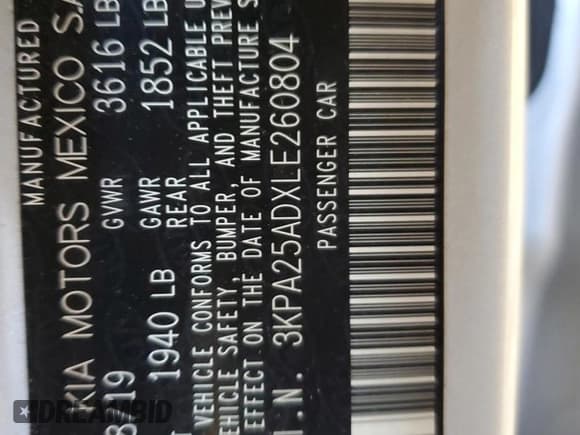 MANUFACTURED
KIA MOTORS MEXICO S.A
GVWR 3616 LB
1940 LB GAWR REAR 1852 LB
VEHICLE CONFORMS TO ALL APPLICABLE U
VEHICLE SAFETY, BUMPER, AND THEFT PREV
EFFECT ON THE DATE OF MANUFACTURE S
I.N. 3KPA25ADXLE260804
PASSENGER CAR
DREAMBID